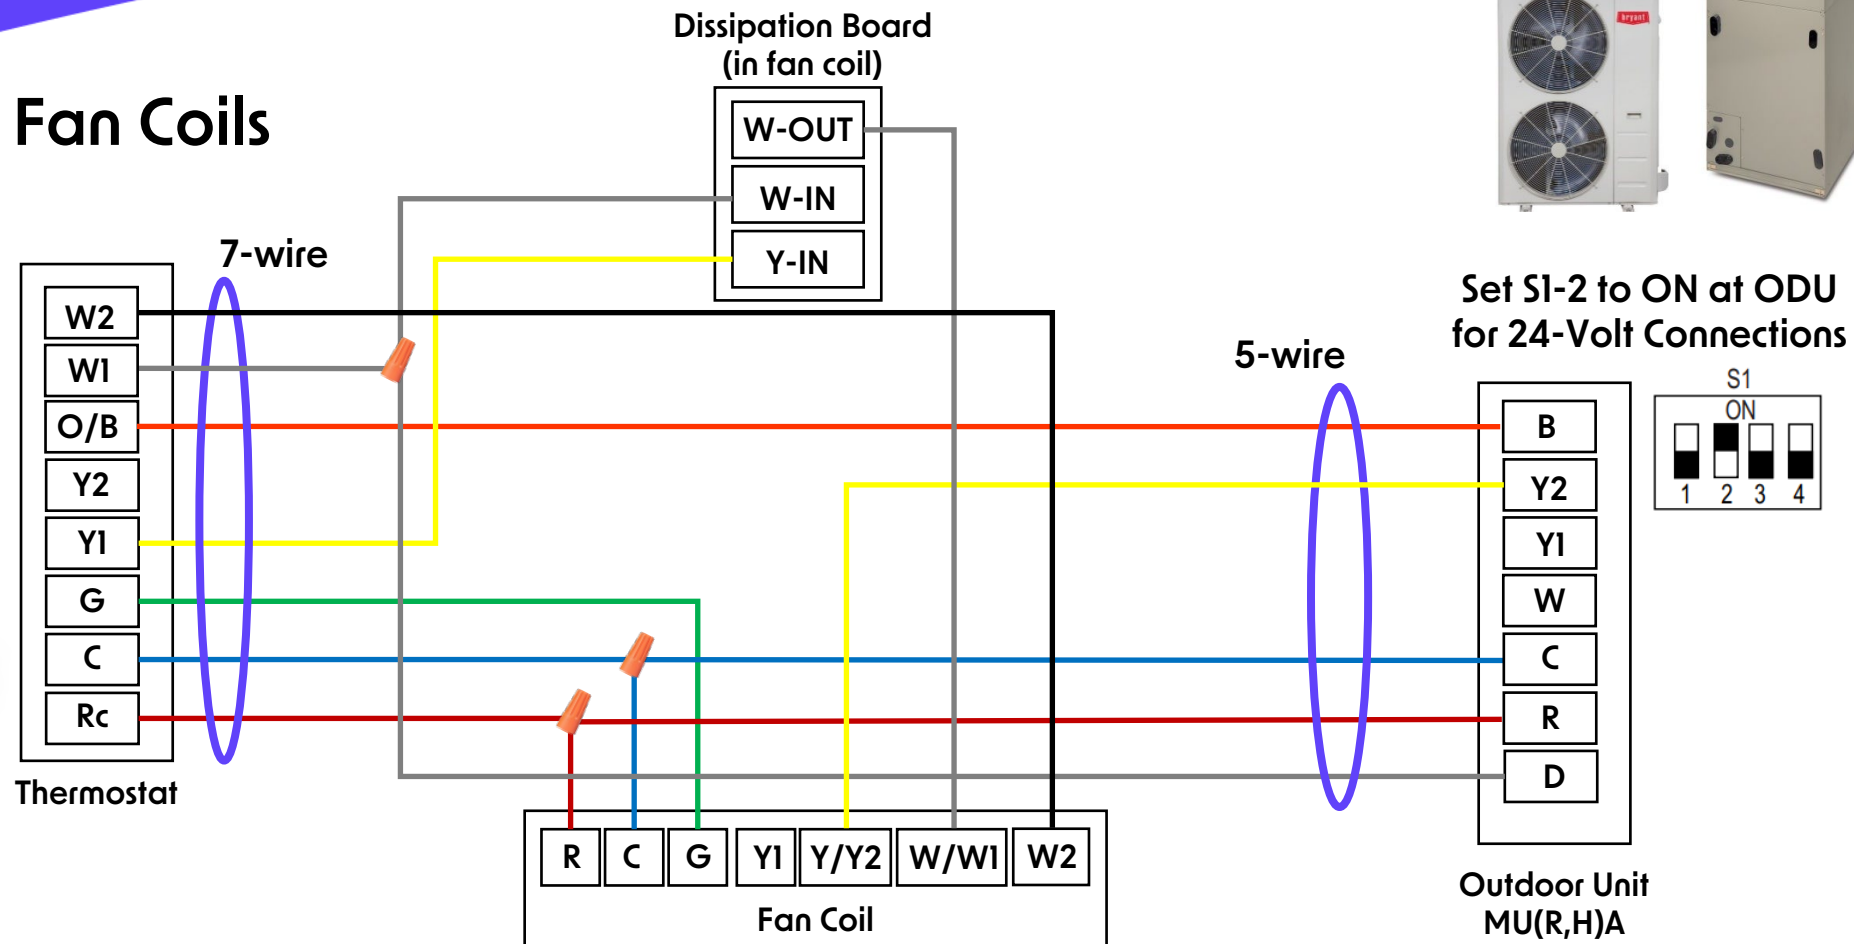 Dissipation Board
(in fan coil)
bryant
Fan Coils
W-OUT
W-IN
Y-IN
7-wire
W2
W1
O/B
Y2
Y1
G
C
Rc
Thermostat
5-wire
Set S1-2 to ON at ODU
for 24-Volt Connections
S1
ON
1 2 3 4
B
Y2
Y1
W
C
R
D
Outdoor Unit
MU(R,H)A
R C G Y1 Y/Y2 W/W1 W2
Fan Coil